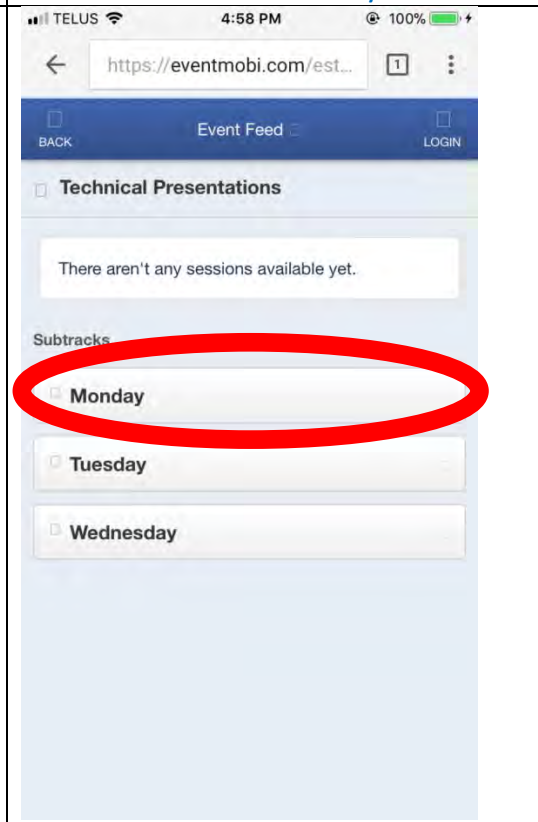 TELUS 4:58 PM 100%
https://eventmobi.com/est... 1
BACK Event Feed LOGIN
Technical Presentations
There aren't any sessions available yet.
Subtracks
Monday
Tuesday
Wednesday